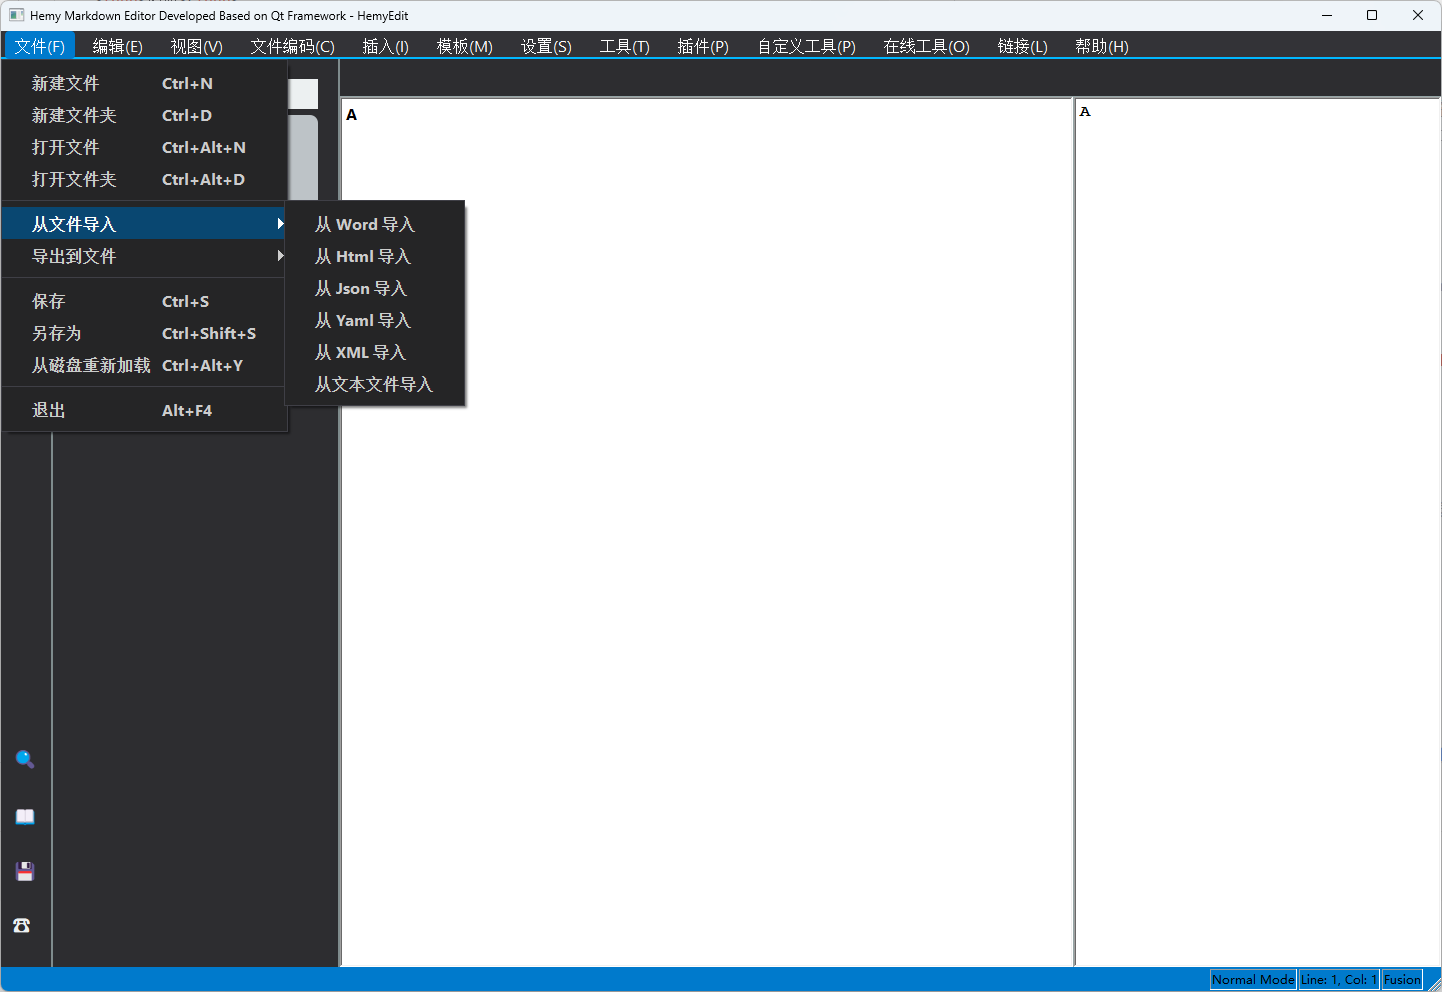 Hemy Markdown Editor Developed Based on Qt Framework - HemyEdit
文件(F) 编辑(E) 视图(V) 文件编码(C) 插入(I) 模板(M) 设置(S) 工具(T) 插件(P) 自定义工具(P) 在线工具(O) 链接(L) 帮助(H)
新建文件 Ctrl+N
新建文件夹 Ctrl+D
打开文件 Ctrl+Alt+N
打开文件夹 Ctrl+Alt+D
从文件导入
导出到文件
保存 Ctrl+S
另存为 Ctrl+Shift+S
从磁盘重新加载 Ctrl+Alt+Y
退出 Alt+F4
从 Word 导入
从 Html 导入
从 Json 导入
从 Yaml 导入
从 XML 导入
从文本文件导入
A
A
Normal Mode Line: 1, Col: 1 Fusion